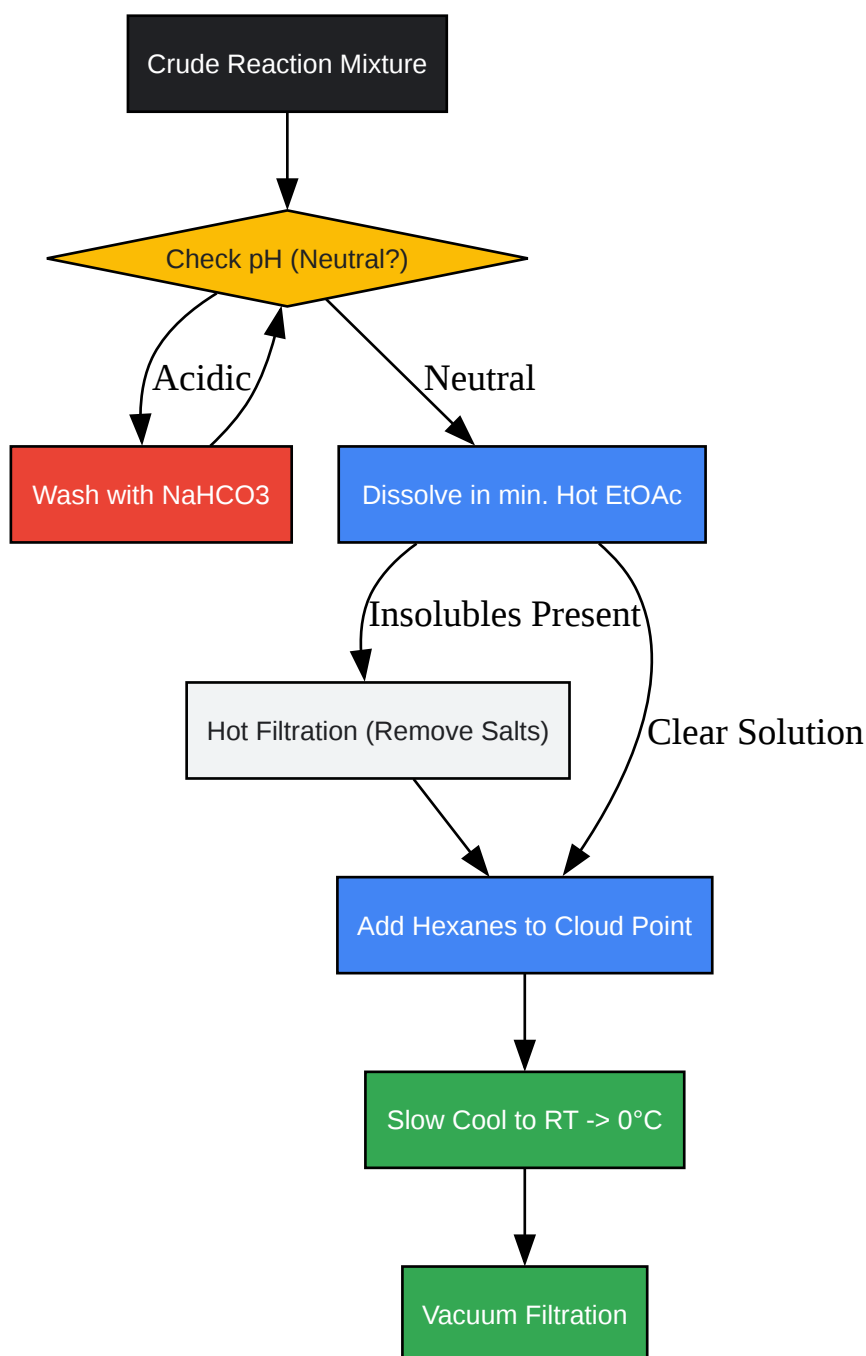 Crude Reaction Mixture
Check pH (Neutral?)
Acidic
Neutral
Wash with NaHCO3
Dissolve in min. Hot EtOAc
Insolubles Present
Hot Filtration (Remove Salts)
Clear Solution
Add Hexanes to Cloud Point
Slow Cool to RT -> 0°C
Vacuum Filtration